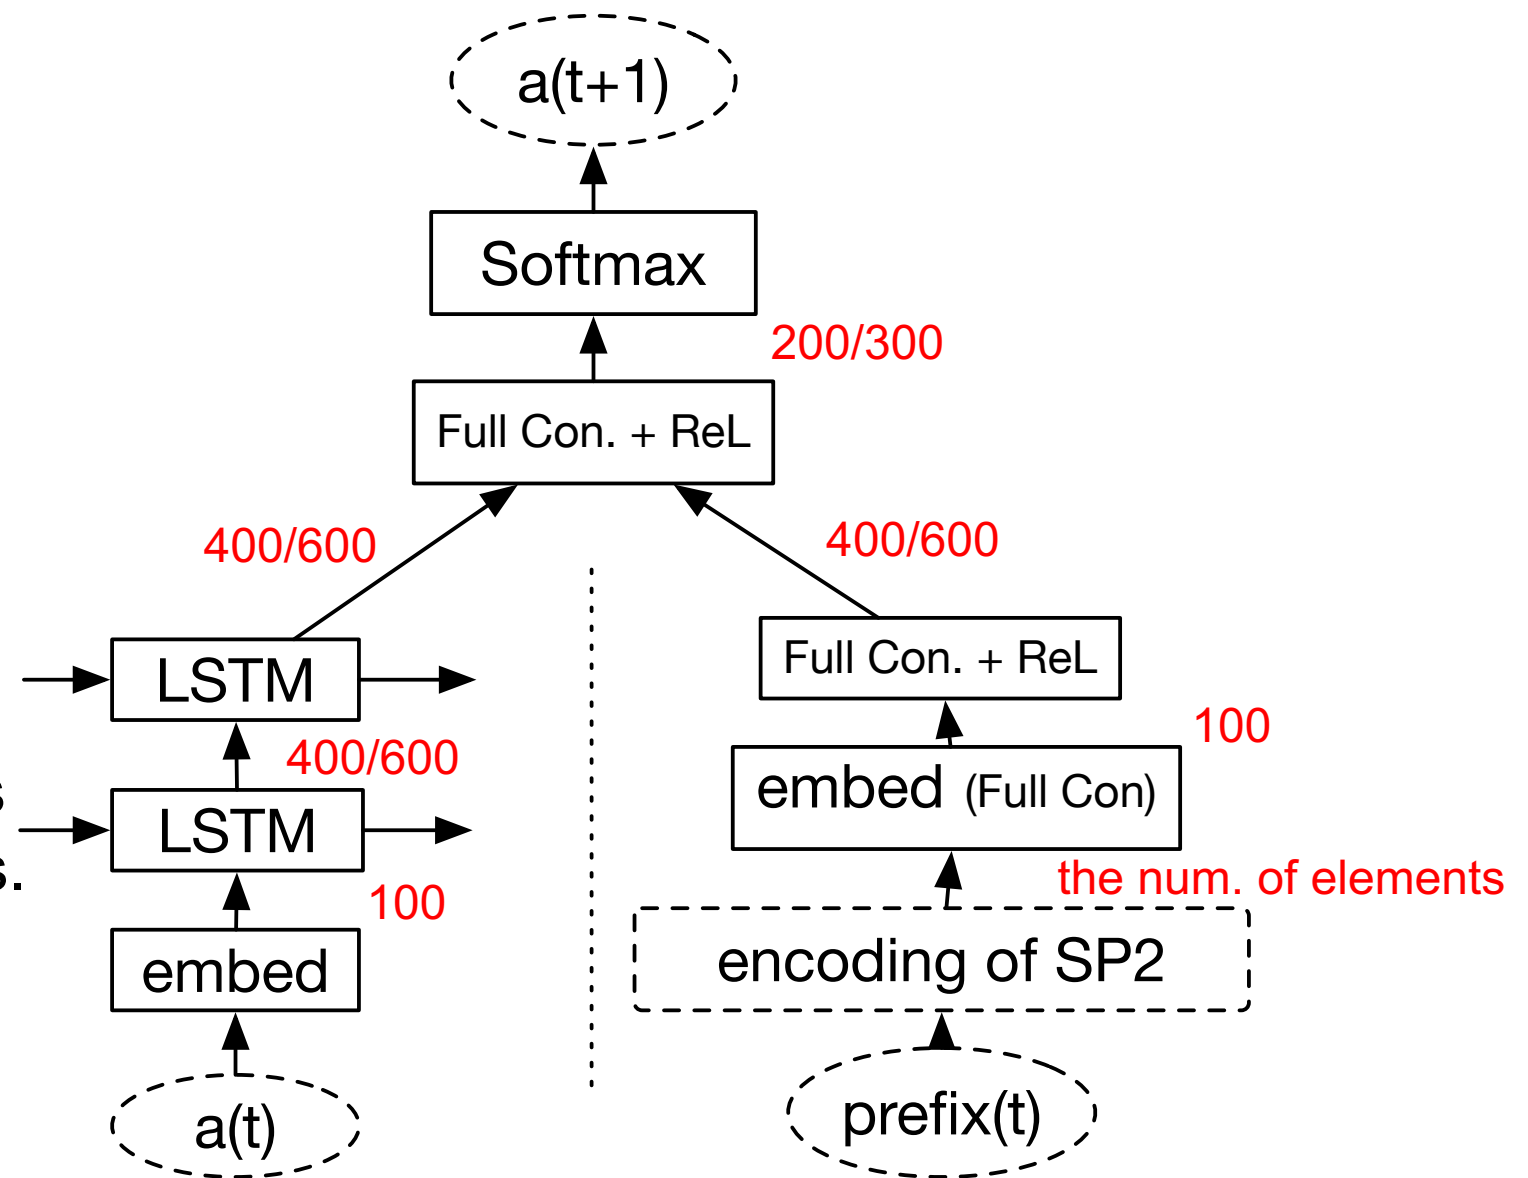 a(t+1)
Softmax
200/300
Full Con. + ReL
400/600
400/600
LSTM
Full Con. + ReL
400/600
100
s
LSTM
embed (Full Con)
s.
100
the num. of elements
embed
encoding of SP2
a(t)
prefix(t)